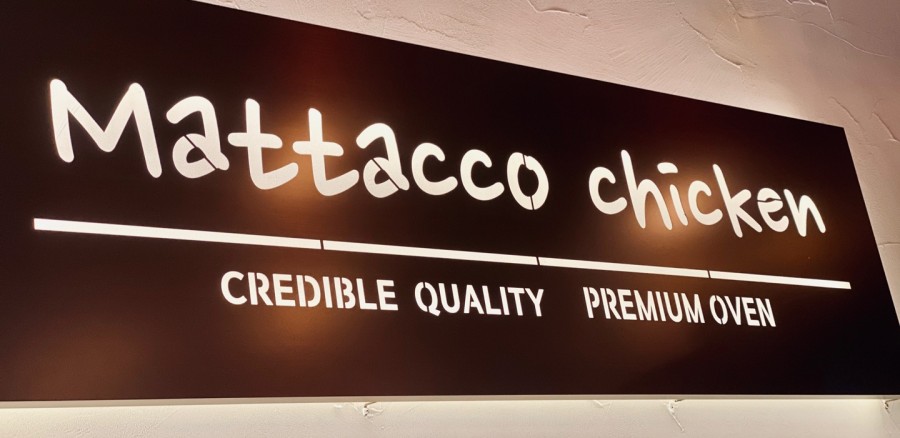 Mattacco chicken
CREDIBLE QUALITY PREMIUM OVEN